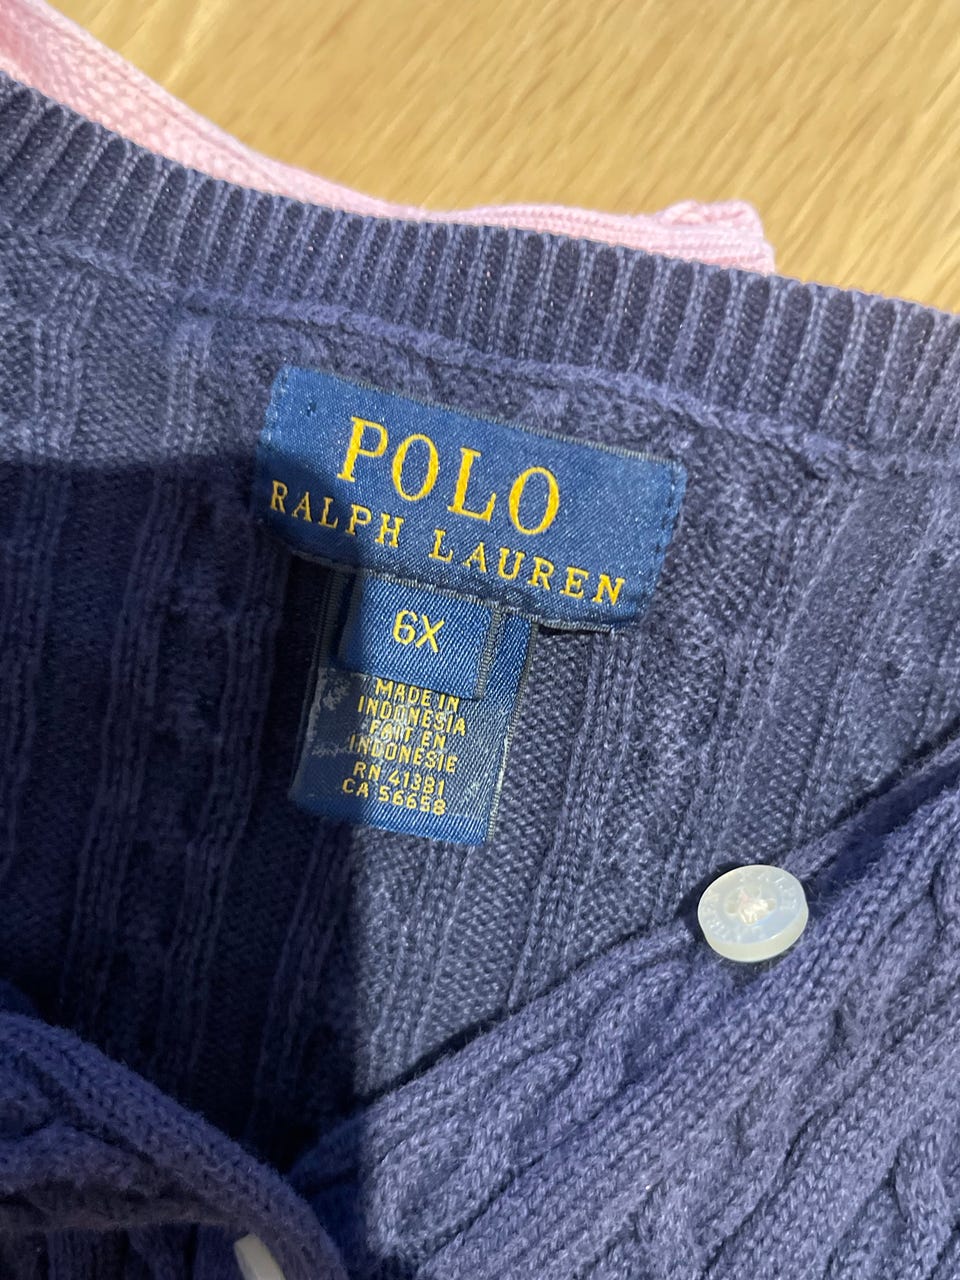 POLO
RALPH LAUREN
6X
MADE IN
INDONESIA
FAIT EN
INDONESIE
RN 41381
CA 56658